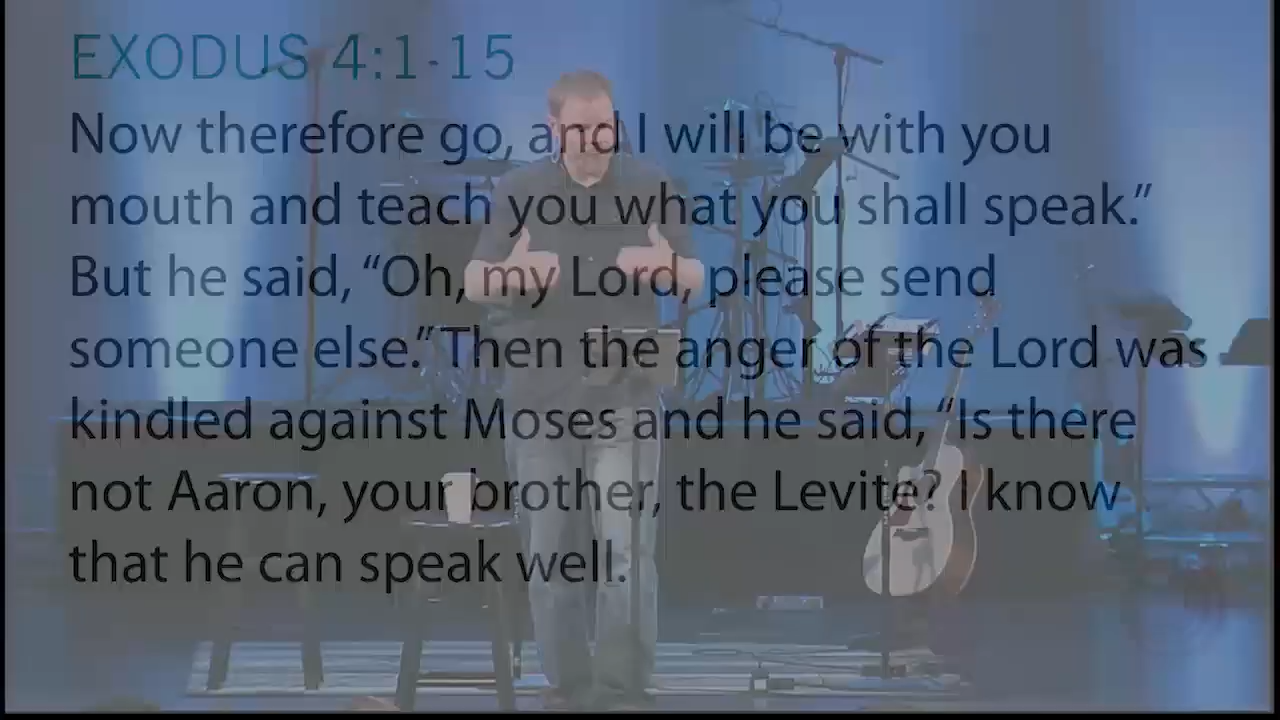 EXODUS 4:1-15
Now therefore go, and I will be with you
mouth and teach you what you shall speak.”
But he said, “Oh, my Lord, please send
someone else.” Then the anger of the Lord was
kindled against Moses and he said, “Is there
not Aaron, your brother, the Levite? I know
that he can speak well.